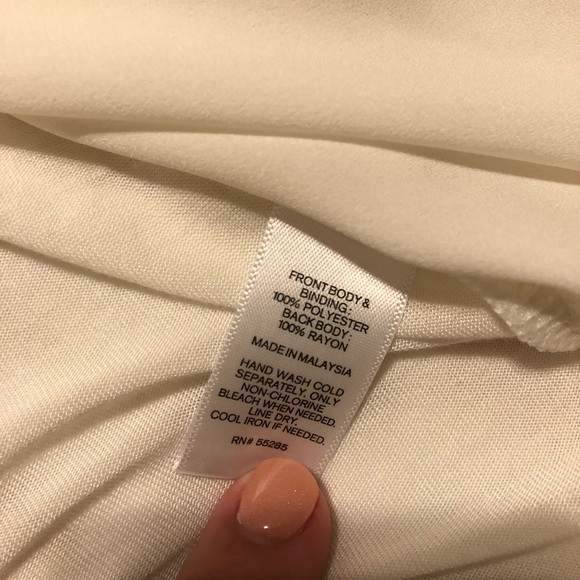 FRONT BODY &
BINDING:
100% POLYESTER
BACK BODY:
100% RAYON
MADE IN MALAYSIA
HAND WASH COLD
SEPARATELY. ONLY
NON-CHLORINE
BLEACH WHEN NEEDED.
LINE DRY.
COOL IRON IF NEEDED.
RN# 55285